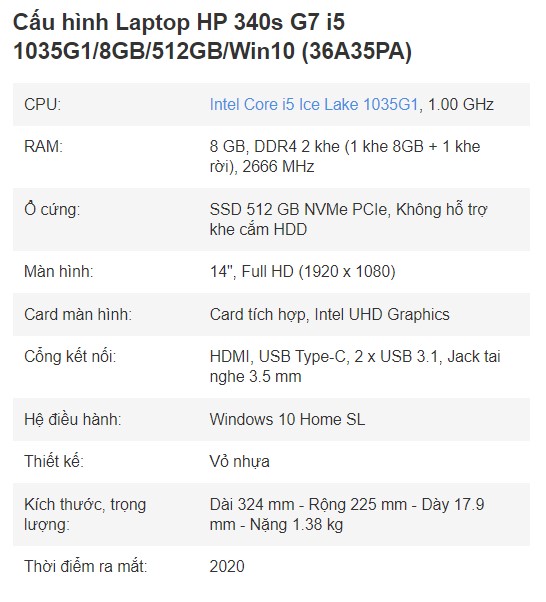 Cấu hình Laptop HP 340s G7 i5
1035G1/8GB/512GB/Win10 (36A35PA)
CPU: Intel Core i5 Ice Lake 1035G1, 1.00 GHz
RAM: 8 GB, DDR4 2 khe (1 khe 8GB + 1 khe
rời), 2666 MHz
Ổ cứng: SSD 512 GB NVMe PCIe, Không hỗ trợ
khe cắm HDD
Màn hình: 14", Full HD (1920 x 1080)
Card màn hình: Card tích hợp, Intel UHD Graphics
Cổng kết nối: HDMI, USB Type-C, 2 x USB 3.1, Jack tai
nghe 3.5 mm
Hệ điều hành: Windows 10 Home SL
Thiết kế: Vỏ nhựa
Kích thước, trọng Dài 324 mm - Rộng 225 mm - Dày 17.9
lượng: mm - Nặng 1.38 kg
Thời điểm ra mắt: 2020